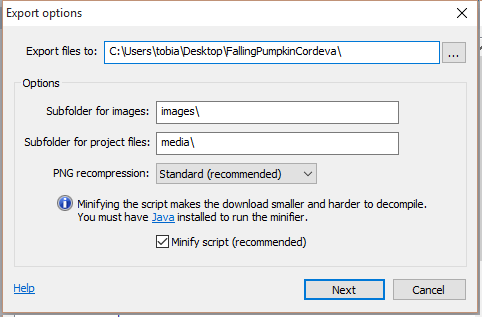 Export options
Export files to: C:\Users\tobia\Desktop\FallingPumpkinCordeva\ ...
Options
Subfolder for images: images\
Subfolder for project files: media\
PNG recompression: Standard (recommended)
Minifying the script makes the download smaller and harder to decompile.
You must have Java installed to run the minifier.
Minify script (recommended)
Help Next Cancel